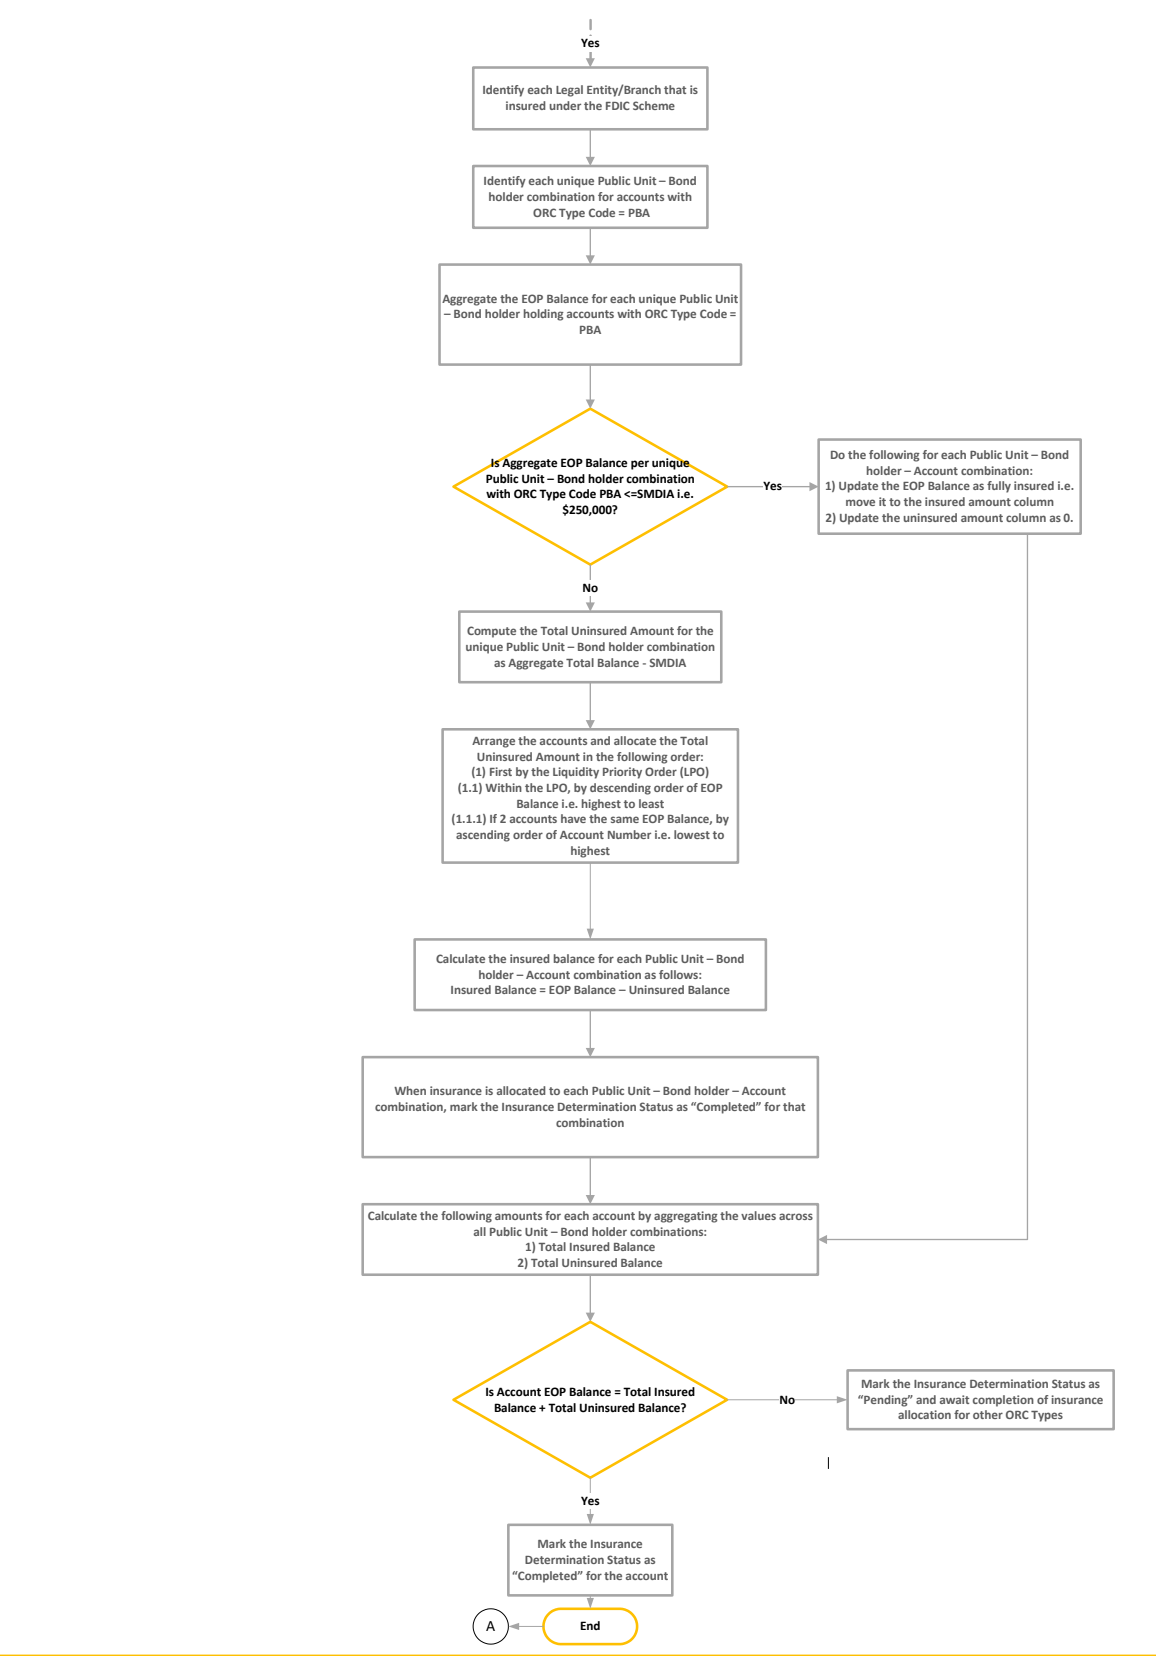 Yes
Identify each Legal Entity/Branch that is
insured under the FDIC Scheme
Identify each unique Public Unit – Bond
holder combination for accounts with
ORC Type Code = PBA
Aggregate the EOP Balance for each unique Public Unit
– Bond holder holding accounts with ORC Type Code =
PBA
Is Aggregate EOP Balance per unique
Public Unit – Bond holder combination
with ORC Type Code PBA <=SMDIA i.e.
$250,000?
Yes
Do the following for each Public Unit – Bond
holder – Account combination:
1) Update the EOP Balance as fully insured i.e.
move it to the insured amount column
2) Update the uninsured amount column as 0.
No
Compute the Total Uninsured Amount for the
unique Public Unit – Bond holder combination
as Aggregate Total Balance - SMDIA
Arrange the accounts and allocate the Total
Uninsured Amount in the following order:
(1) First by the Liquidity Priority Order (LPO)
(1.1) Within the LPO, by descending order of EOP
Balance i.e. highest to least
(1.1.1) If 2 accounts have the same EOP Balance, by
ascending order of Account Number i.e. lowest to
highest
Calculate the insured balance for each Public Unit – Bond
holder – Account combination as follows:
Insured Balance = EOP Balance – Uninsured Balance
When insurance is allocated to each Public Unit – Bond holder – Account
combination, mark the Insurance Determination Status as “Completed” for that
combination
Calculate the following amounts for each account by aggregating the values across
all Public Unit – Bond holder combinations:
1) Total Insured Balance
2) Total Uninsured Balance
Is Account EOP Balance = Total Insured
Balance + Total Uninsured Balance?
No
Mark the Insurance Determination Status as
“Pending” and await completion of insurance
allocation for other ORC Types
Yes
Mark the Insurance
Determination Status as
“Completed” for the account
A
End